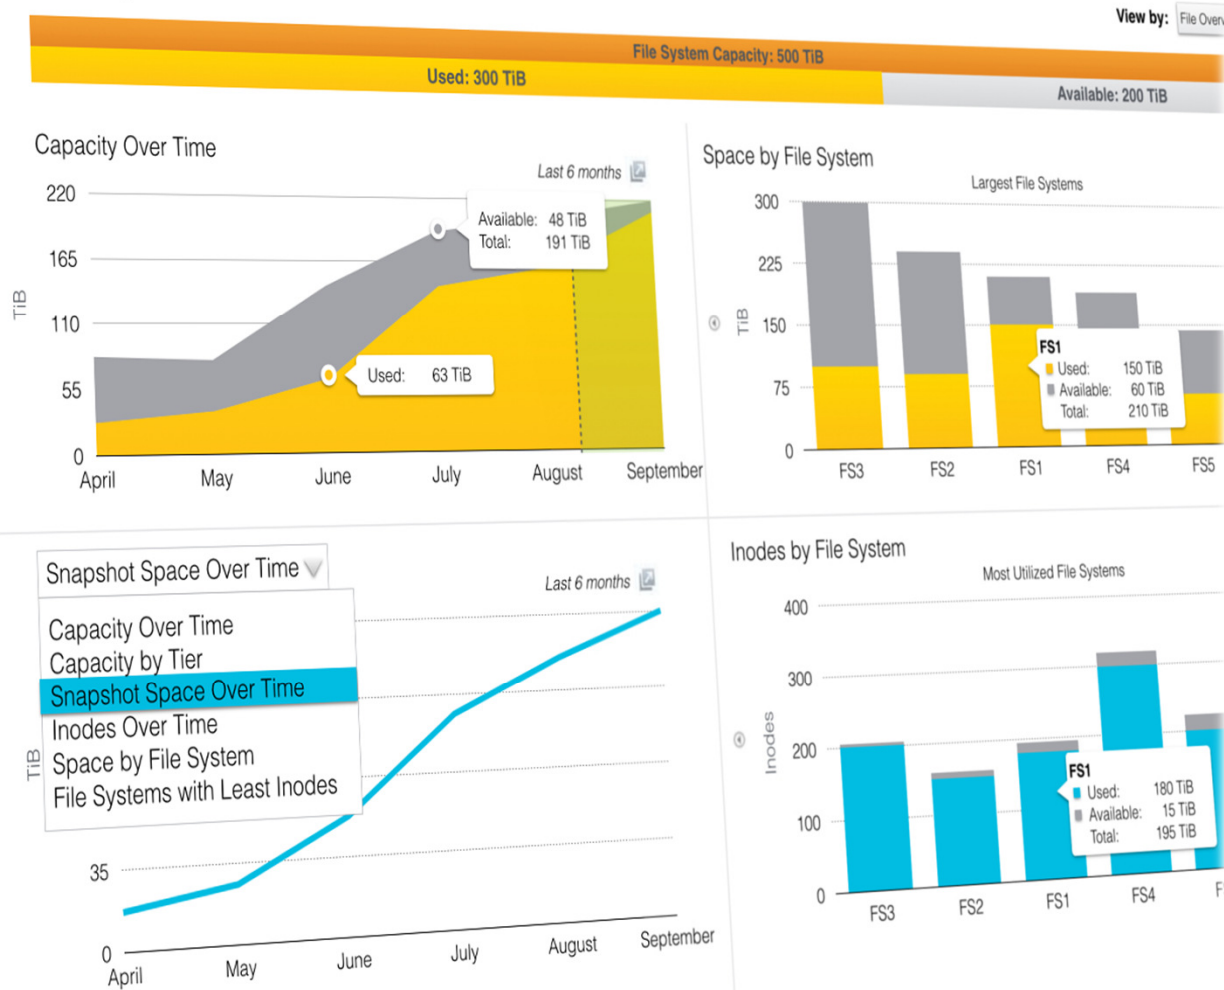 View by:
File Overv
File System Capacity: 500 TiB
Used: 300 TiB
Available: 200 TiB
Capacity Over Time
Last 6 months
220
165
110
55
0
TiB
Available: 48 TiB
Total: 191 TiB
Used: 63 TiB
April May June July August September
Space by File System
Largest File Systems
300
225
150
75
0
TiB
FS1
Used: 150 TiB
Available: 60 TiB
Total: 210 TiB
FS3 FS2 FS1 FS4 FS5
Snapshot Space Over Time
Last 6 months
Capacity Over Time
Capacity by Tier
Snapshot Space Over Time
Inodes Over Time
Space by File System
File Systems with Least Inodes
TiB
35
0
April May June July August September
Inodes by File System
Most Utilized File Systems
400
300
200
100
0
Inodes
FS1
Used: 180 TiB
Available: 15 TiB
Total: 195 TiB
FS3 FS2 FS1 FS4 F